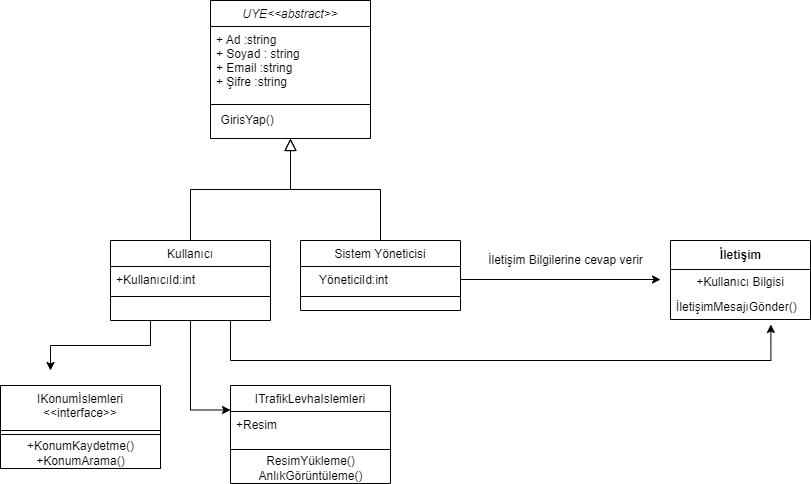 UYE<<abstract>>
+ Ad :string
+ Soyad : string
+ Email :string
+ Şifre :string
GirisYap()
Kullanıcı
+KullanıcıId:int
Sistem Yöneticisi
YöneticiId:int
İletişim Bilgilerine cevap verir
İletişim
+Kullanıcı Bilgisi
İletişimMesajıGönder()
IKonumİslemleri
<<interface>>
+KonumKaydetme()
+KonumArama()
ITrafikLevhaIslemleri
+Resim
ResimYükleme()
AnlıkGörüntüleme()